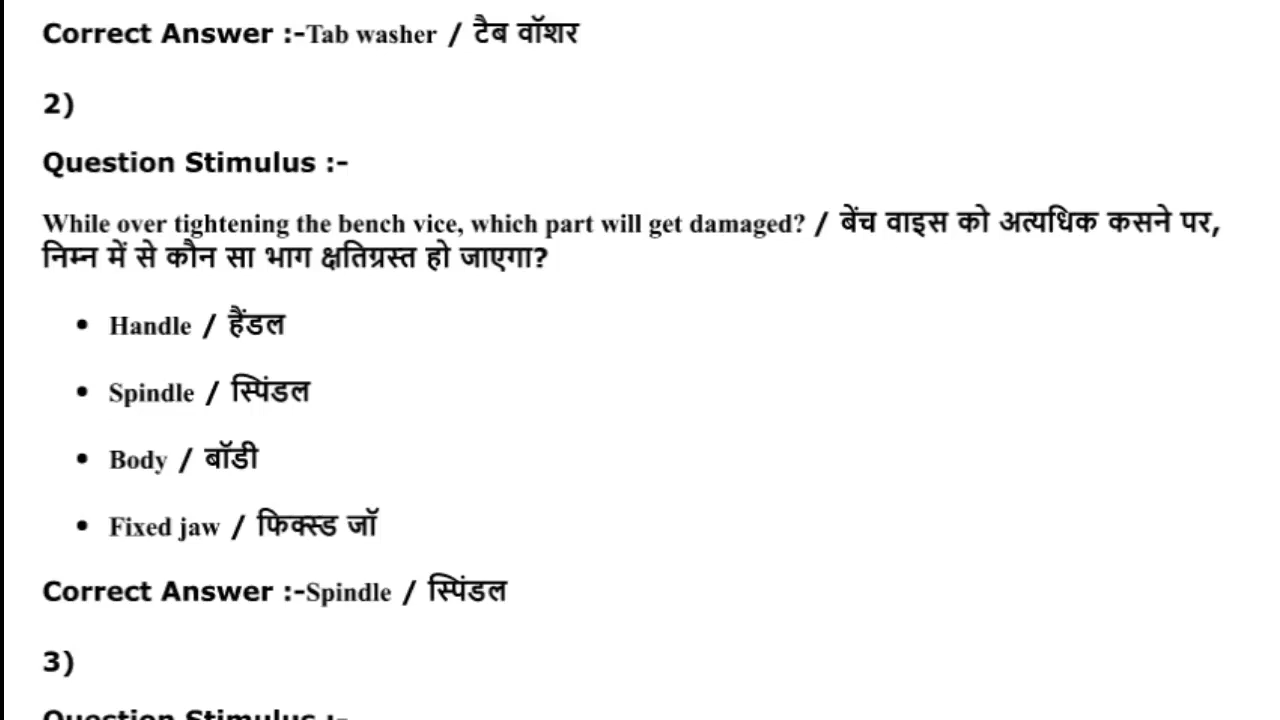 Correct Answer :-Tab washer / टैब वॉशर
2)
Question Stimulus :-
While over tightening the bench vice, which part will get damaged? / बेंच वाइस को अत्यधिक कसने पर,
निम्न में से कौन सा भाग क्षतिग्रस्त हो जाएगा?
• Handle / हैंडल
• Spindle / स्पिंडल
• Body / बॉडी
• Fixed jaw / फिक्स्ड जॉ
Correct Answer :-Spindle / स्पिंडल
3)
Question Stimulus :-